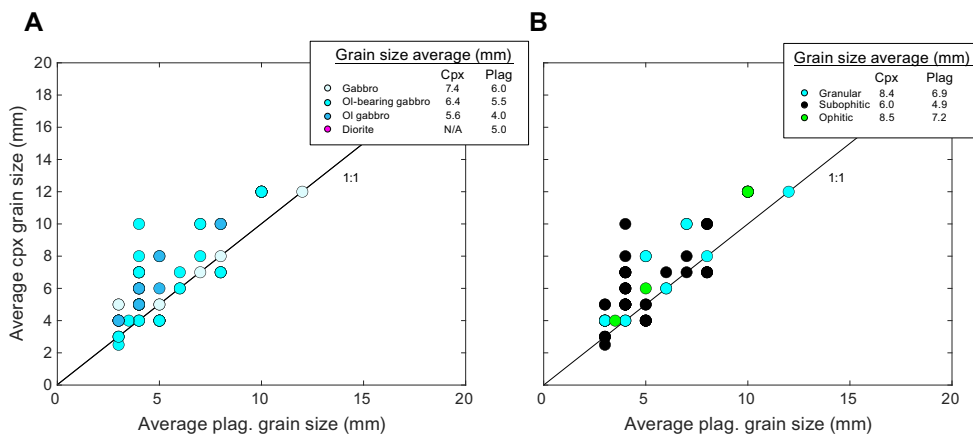 A
Grain size average (mm)
Cpx Plag
Gabbro 7.4 6.0
Ol-bearing gabbro 6.4 5.5
Ol gabbro 5.6 4.0
Diorite N/A 5.0
1:1
20
18
16
14
12
10
8
6
4
2
0
0 5 10 15 20
Average cpx grain size (mm)
Average plag. grain size (mm)
B
Grain size average (mm)
Cpx Plag
Granular 8.4 6.9
Subophitic 6.0 4.9
Ophitic 8.5 7.2
1:1
20
18
16
14
12
10
8
6
4
2
0
0 5 10 15 20
Average plag. grain size (mm)